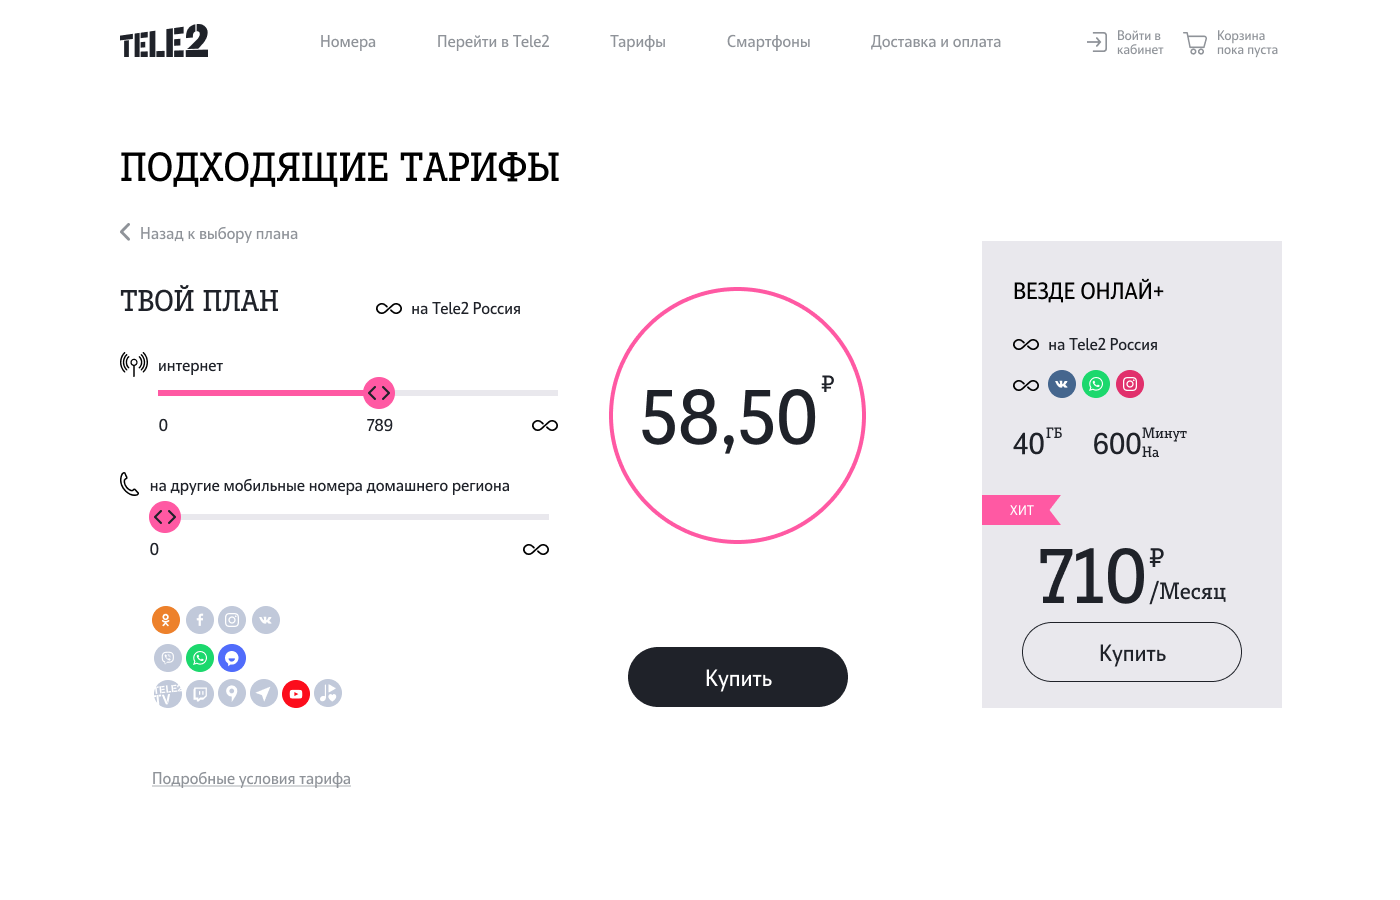 TELE2
Номера
Перейти в Tele2
Тарифы
Смартфоны
Доставка и оплата
Войти в
кабинет
Корзина
пока пуста
ПОДХОДЯЩИЕ ТАРИФЫ
Назад к выбору плана
ТВОЙ ПЛАН
на Tele2 Россия
интернет
0
789
на другие мобильные номера домашнего региона
0
TELE2
TV
Подробные условия тарифа
58,50 ₽
Купить
ВЕЗДЕ ОНЛАЙ+
на Tele2 Россия
40 ГБ
600 Минут
На
ХИТ
710 ₽
/Месяц
Купить